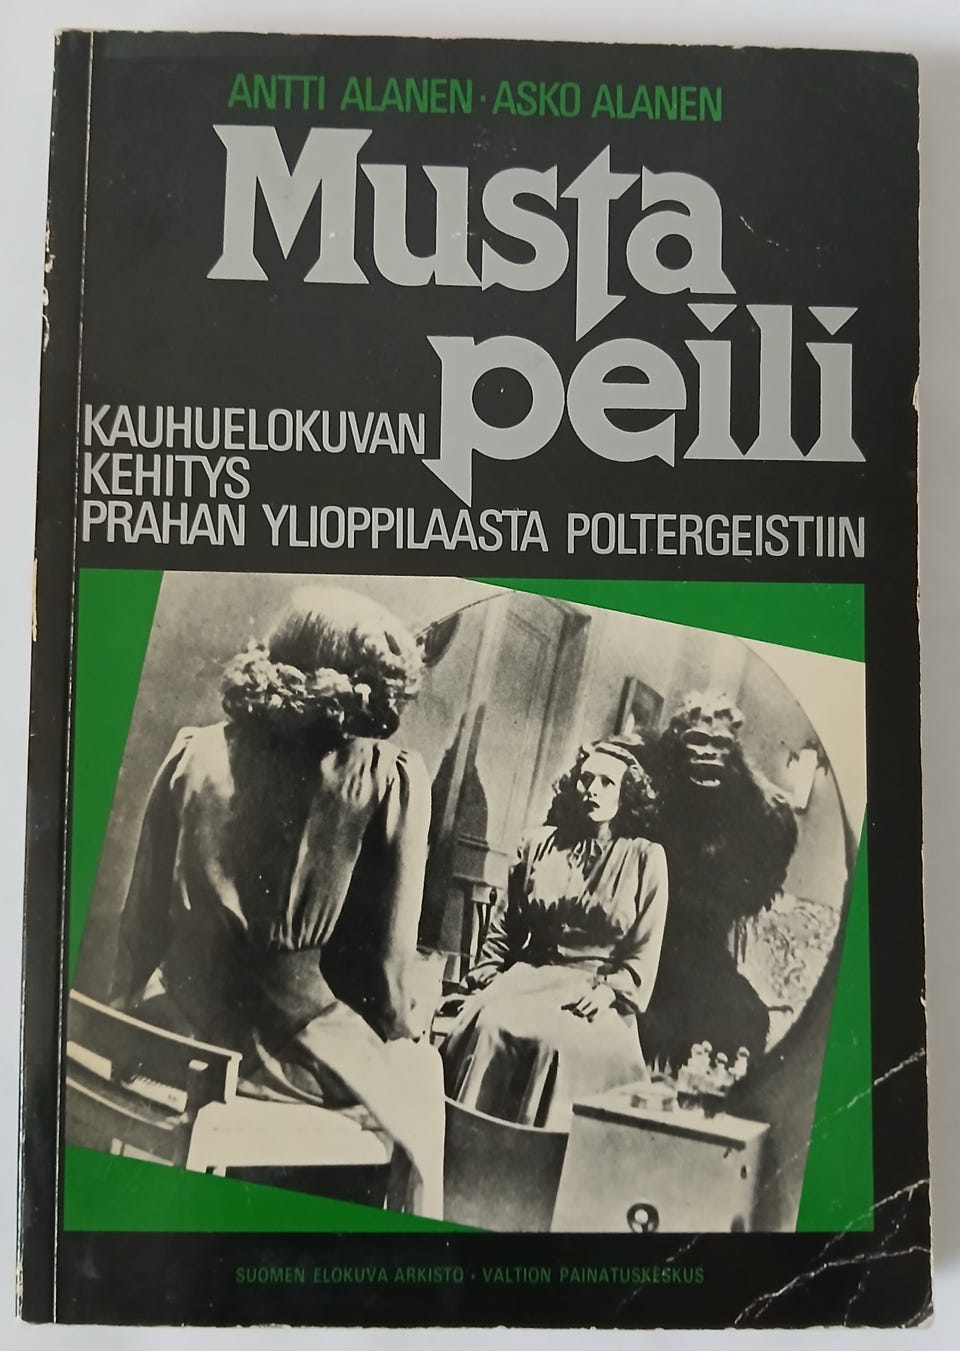 ANTTI ALANEN · ASKO ALANEN
Musta
peili
KAUHUELOKUVAN
KEHITYS
PRAHAN YLIOPPILAASTA POLTERGEISTIIN
SUOMEN ELOKUVA ARKISTO · VALTION PAINATUSKESKUS